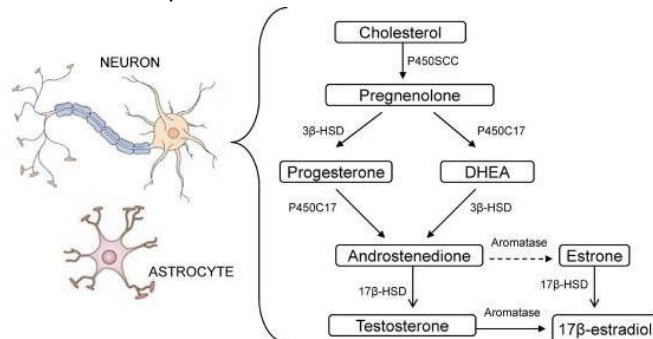 Cholesterol
NEURON
P450SCC
Pregnenolone
3β-HSD
P450C17
Progesterone
DHEA
P450C17
3β-HSD
Aromatase
Androstenedione
Estrone
ASTROCYTE
17β-HSD
17β-HSD
Aromatase
Testosterone
17β-estradiol